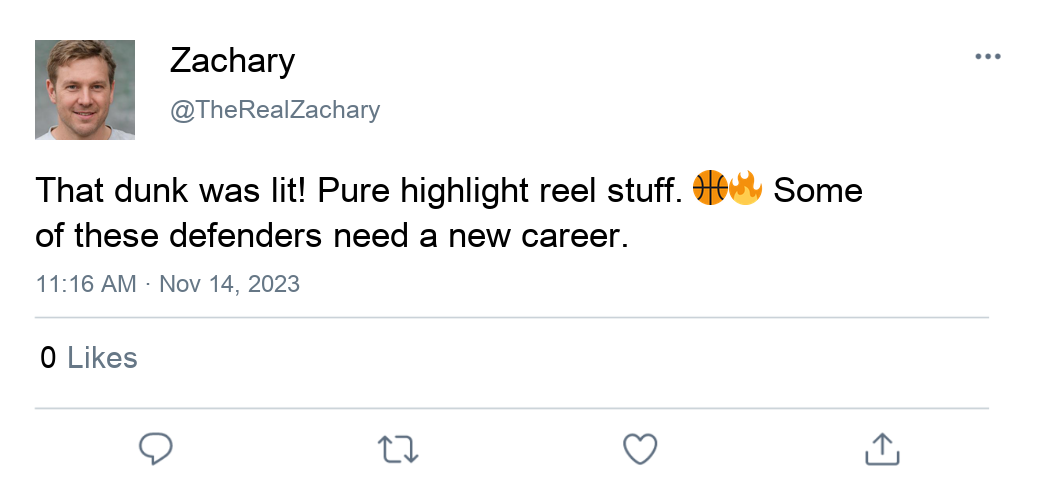 Zachary
@TheRealZachary
That dunk was lit! Pure highlight reel stuff. 🏀🔥 Some
of these defenders need a new career.
11:16 AM · Nov 14, 2023
0 Likes